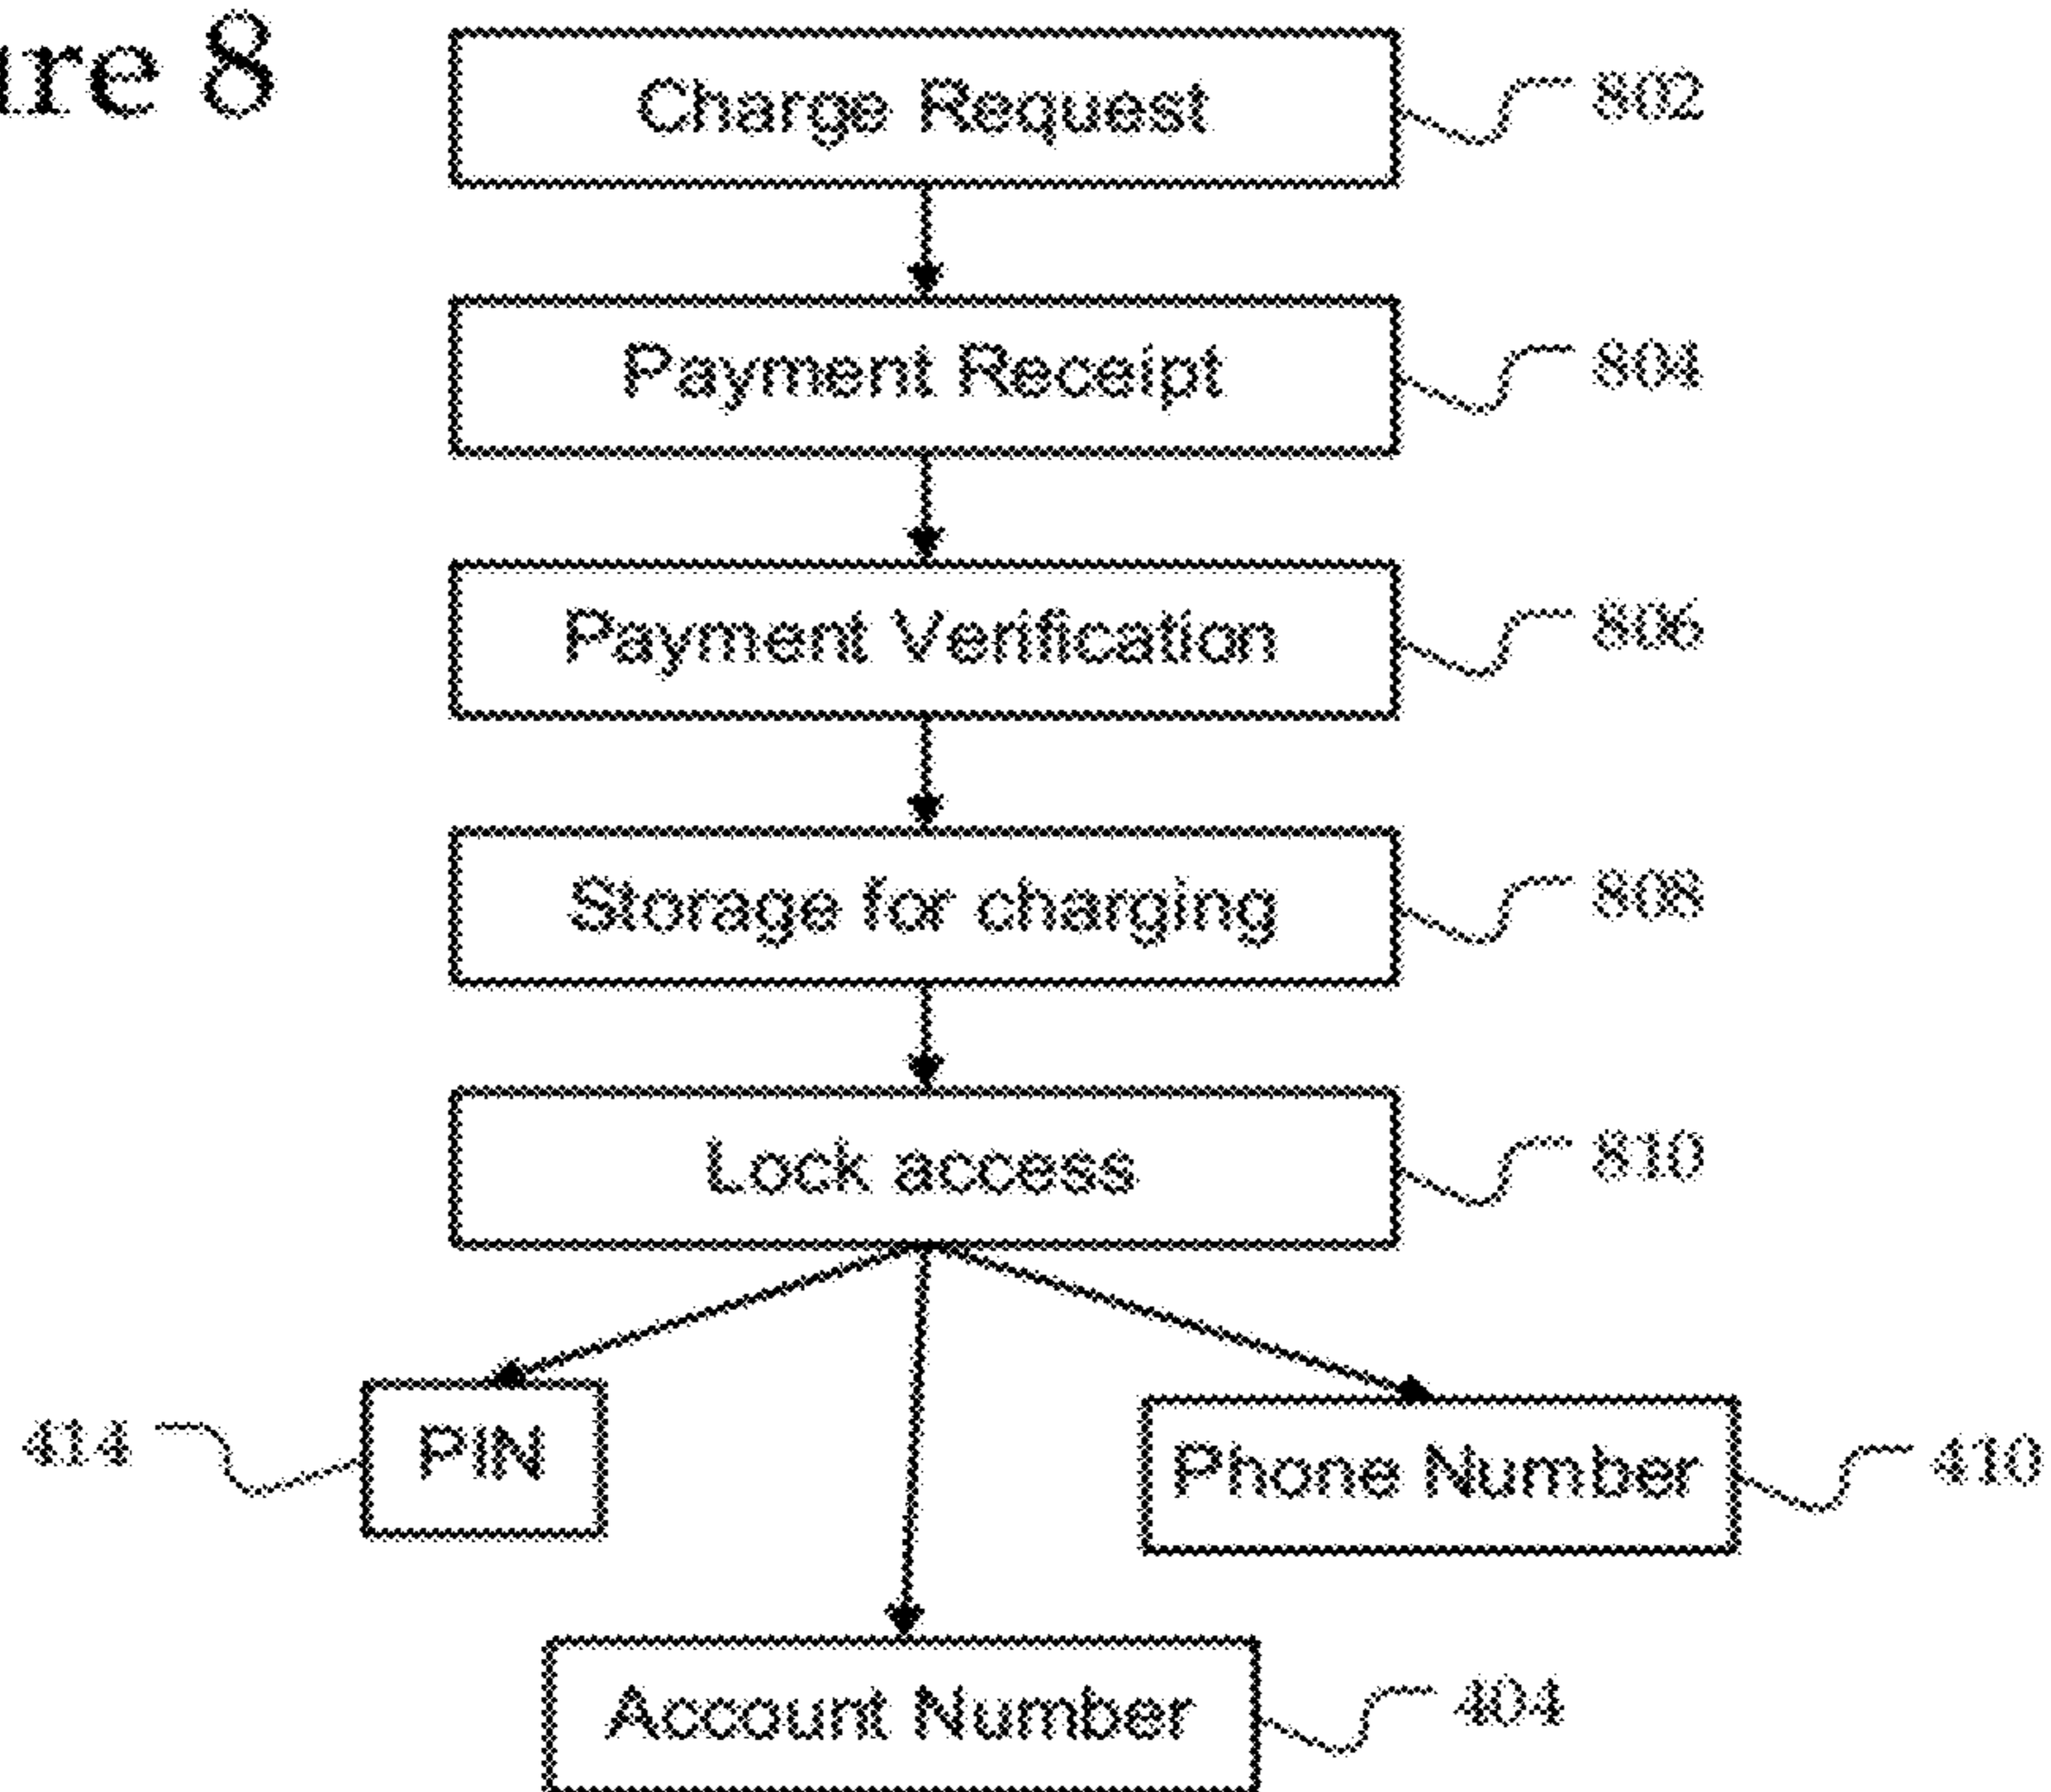 ure 8
Charge Request
802
Payment Receipt
804
Payment Verification
806
Storage for charging
808
Lock access
810
414
PIN
Phone Number
410
Account Number
404